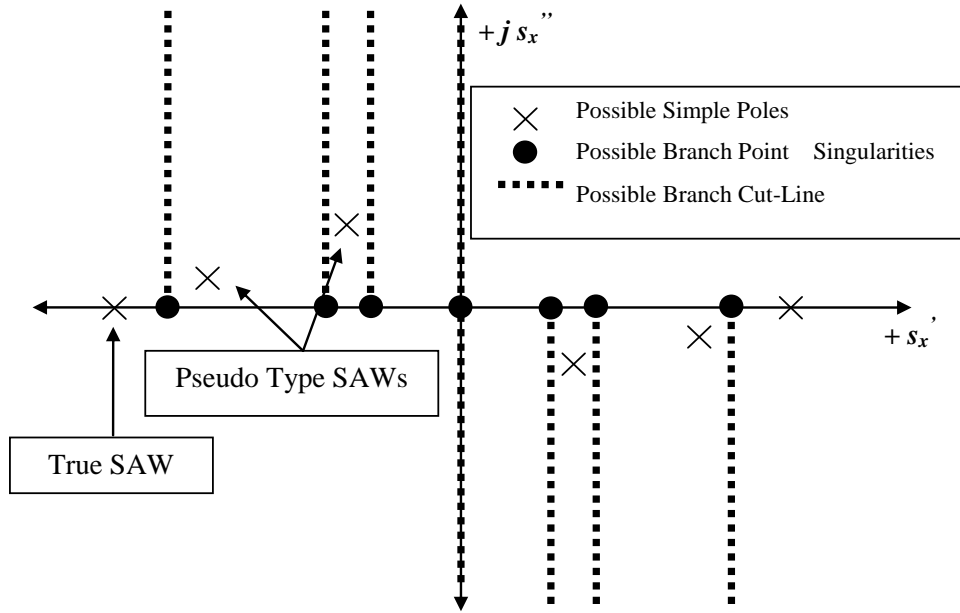 + j sₓ’’
Possible Simple Poles
Possible Branch Point Singularities
Possible Branch Cut-Line
+ sₓ’
Pseudo Type SAWs
True SAW